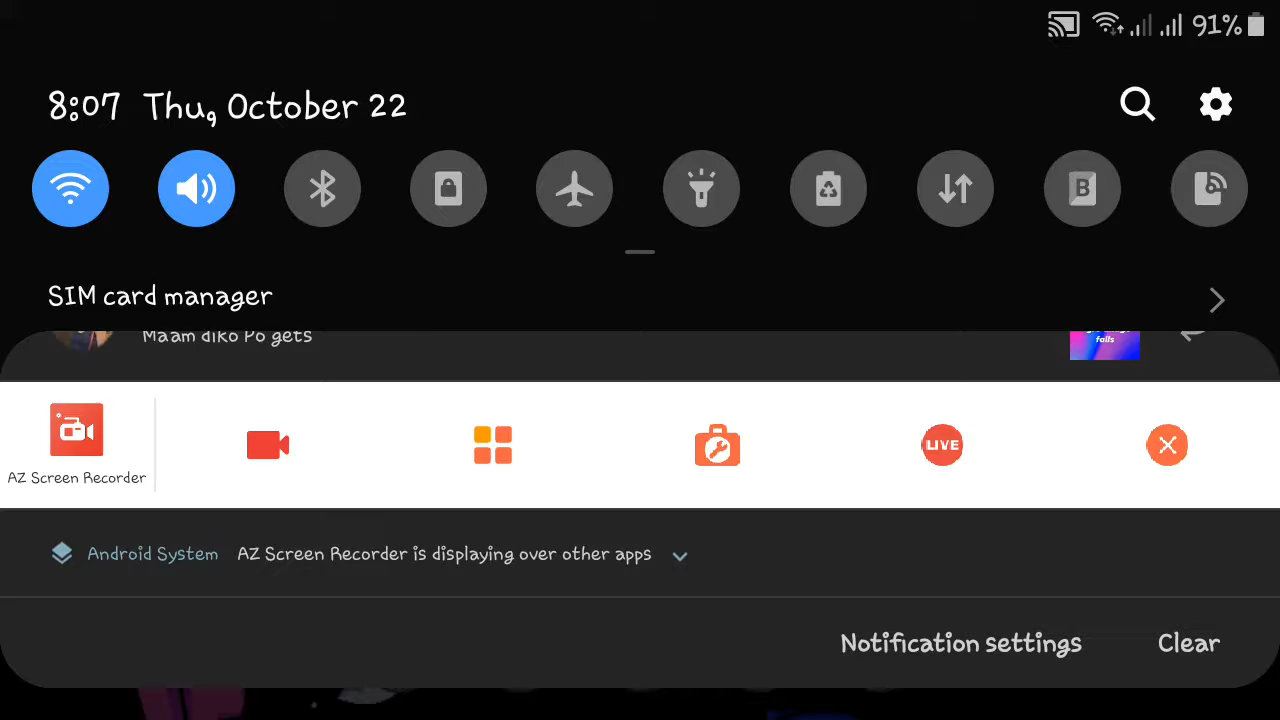 91%
8:07 Thu, October 22
B
SIM card manager
Maam diko Po gets
falls
AZ Screen Recorder
LIVE
Android System AZ Screen Recorder is displaying over other apps
Notification settings Clear